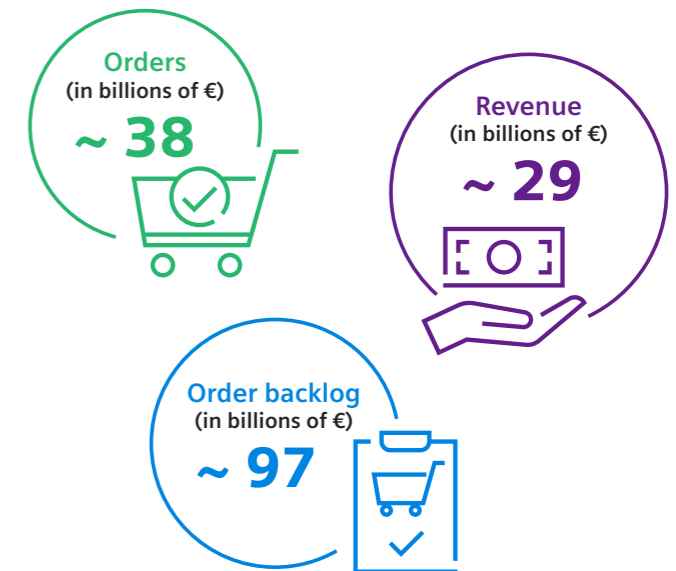 Orders
(in billions of €)
~ 38
Revenue
(in billions of €)
~ 29
Order backlog
(in billions of €)
~ 97